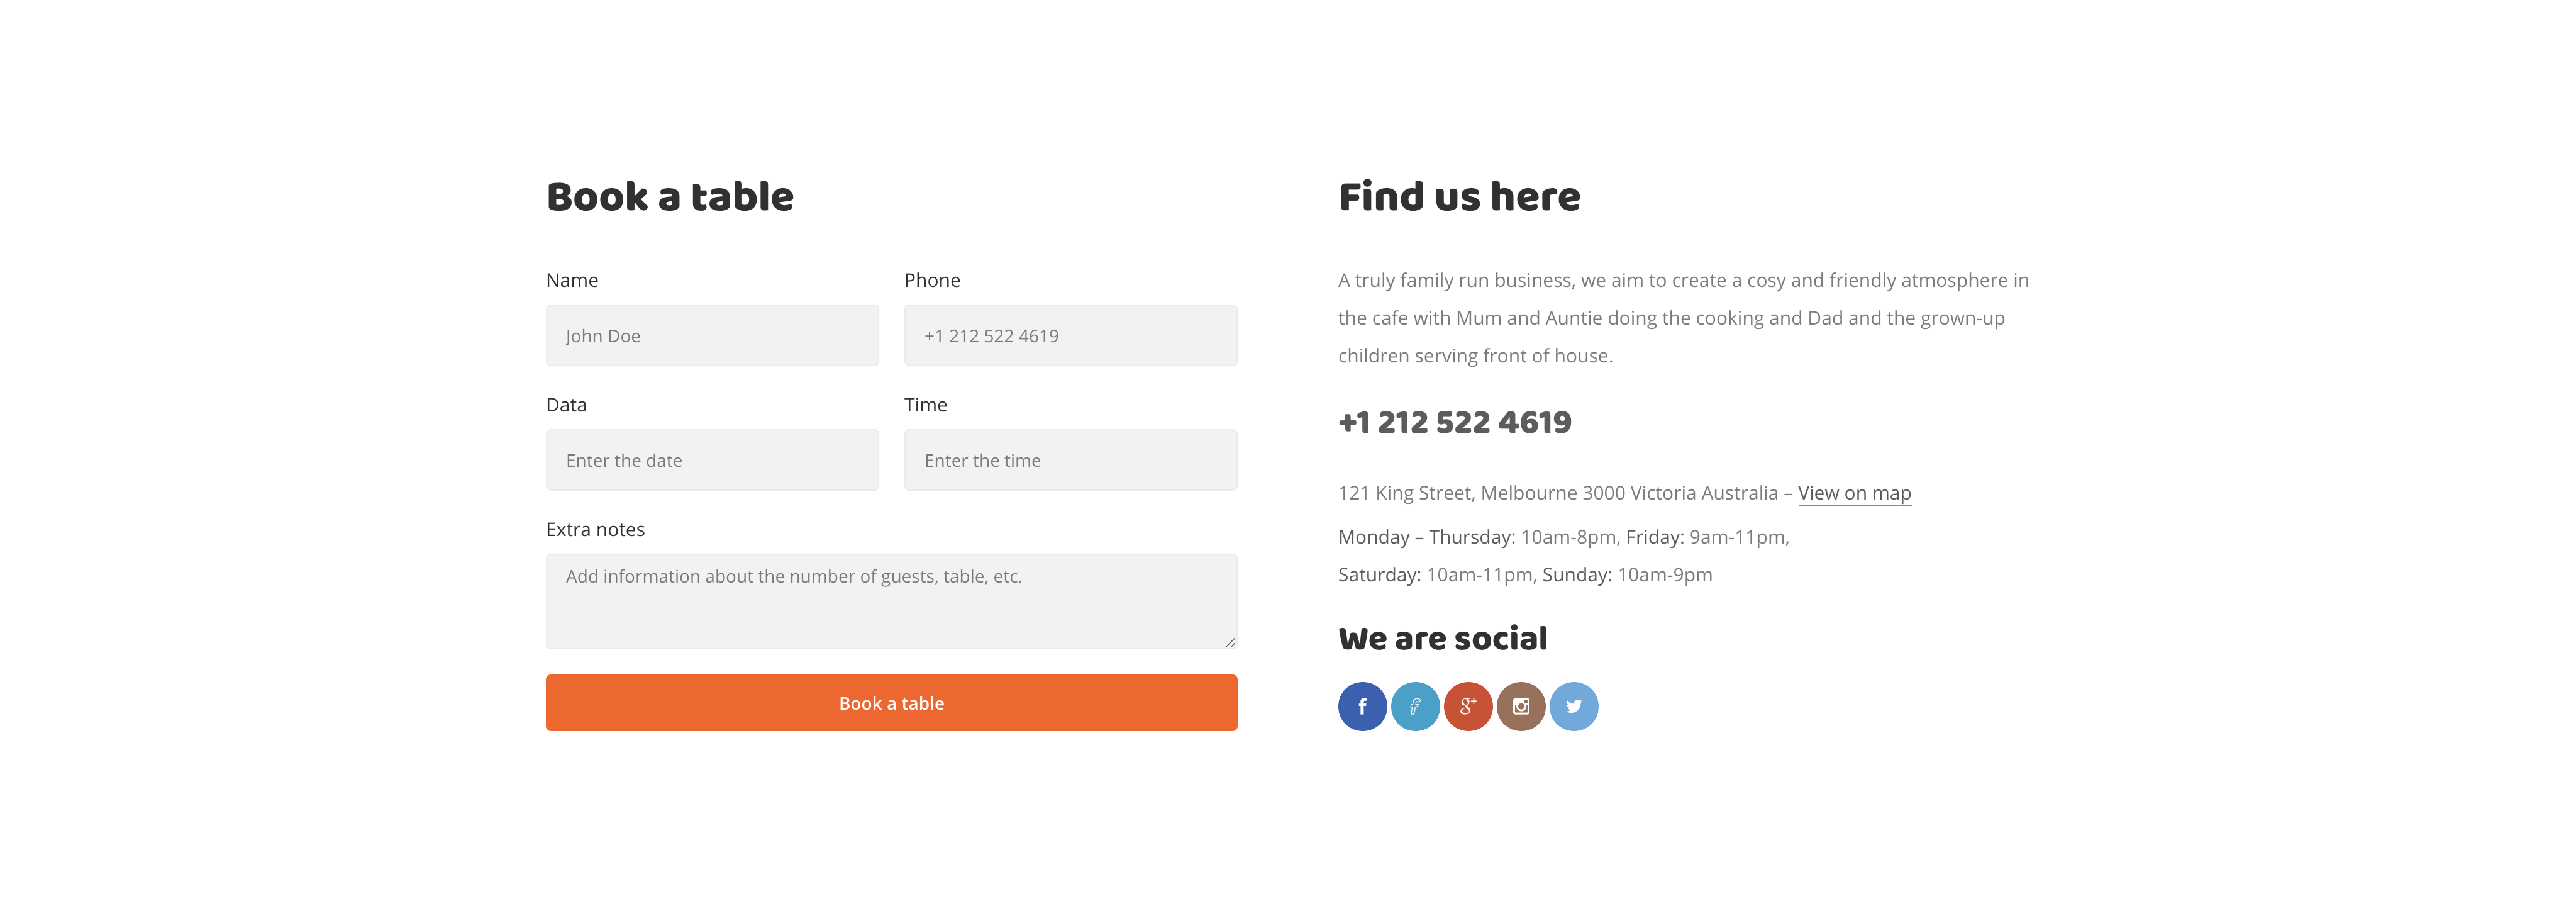 Book a table
Name
Phone
John Doe
+1 212 522 4619
Data
Time
Enter the date
Enter the time
Extra notes
Add information about the number of guests, table, etc.
Book a table
Find us here
A truly family run business, we aim to create a cosy and friendly atmosphere in
the cafe with Mum and Auntie doing the cooking and Dad and the grown-up
children serving front of house.
+1 212 522 4619
121 King Street, Melbourne 3000 Victoria Australia – View on map
Monday – Thursday: 10am-8pm, Friday: 9am-11pm,
Saturday: 10am-11pm, Sunday: 10am-9pm
We are social